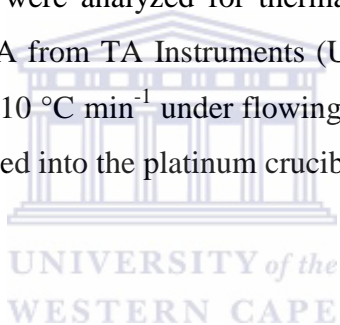 were analyzed for therma
A from TA Instruments (U
10 °C min⁻¹ under flowing
ed into the platinum crucib
UNIVERSITY of the
WESTERN CAPE